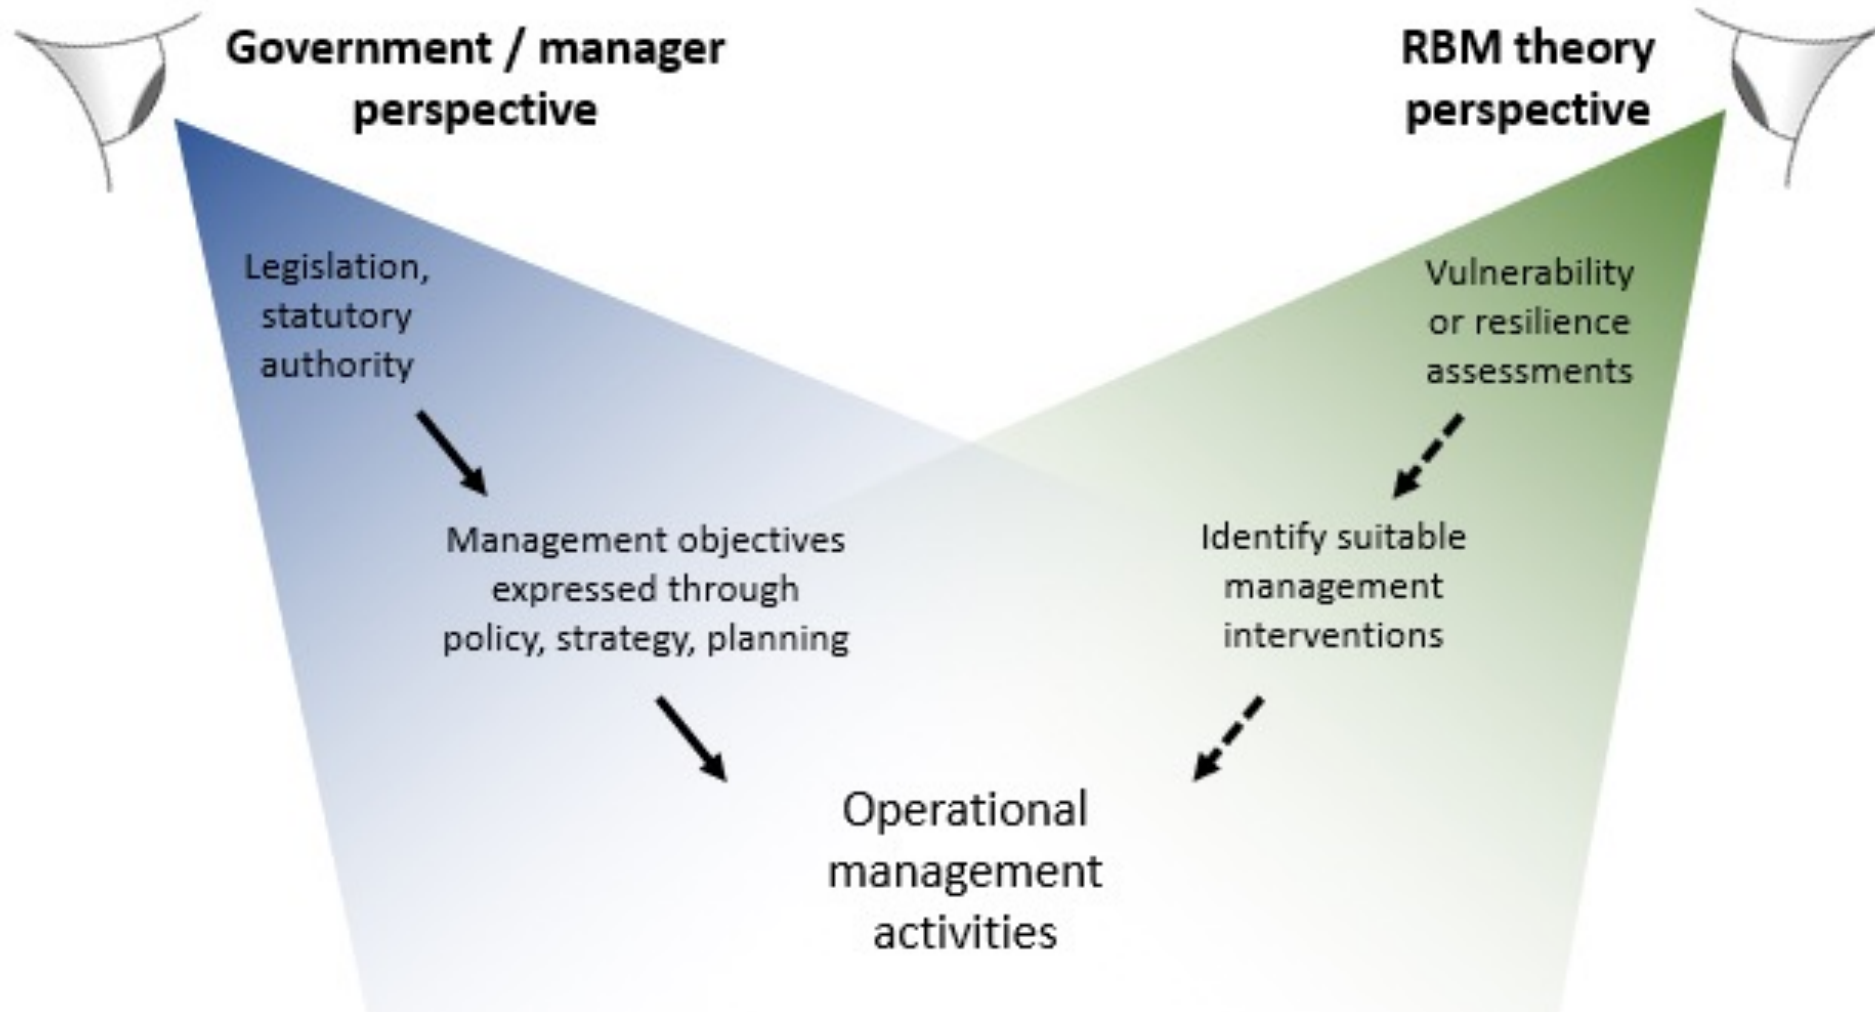 Government / manager
perspective
RBM theory
perspective
Legislation,
statutory
authority
Vulnerability
or resilience
assessments
Management objectives
expressed through
policy, strategy, planning
Identify suitable
management
interventions
Operational
management
activities